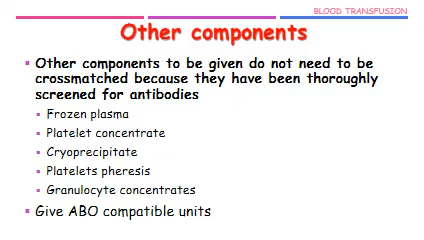 BLOOD TRANSFUSION
Other components
▪ Other components to be given do not need to be
crossmatched because they have been thoroughly
screened for antibodies
▪ Frozen plasma
▪ Platelet concentrate
▪ Cryoprecipitate
▪ Platelets pheresis
▪ Granulocyte concentrates
▪ Give ABO compatible units